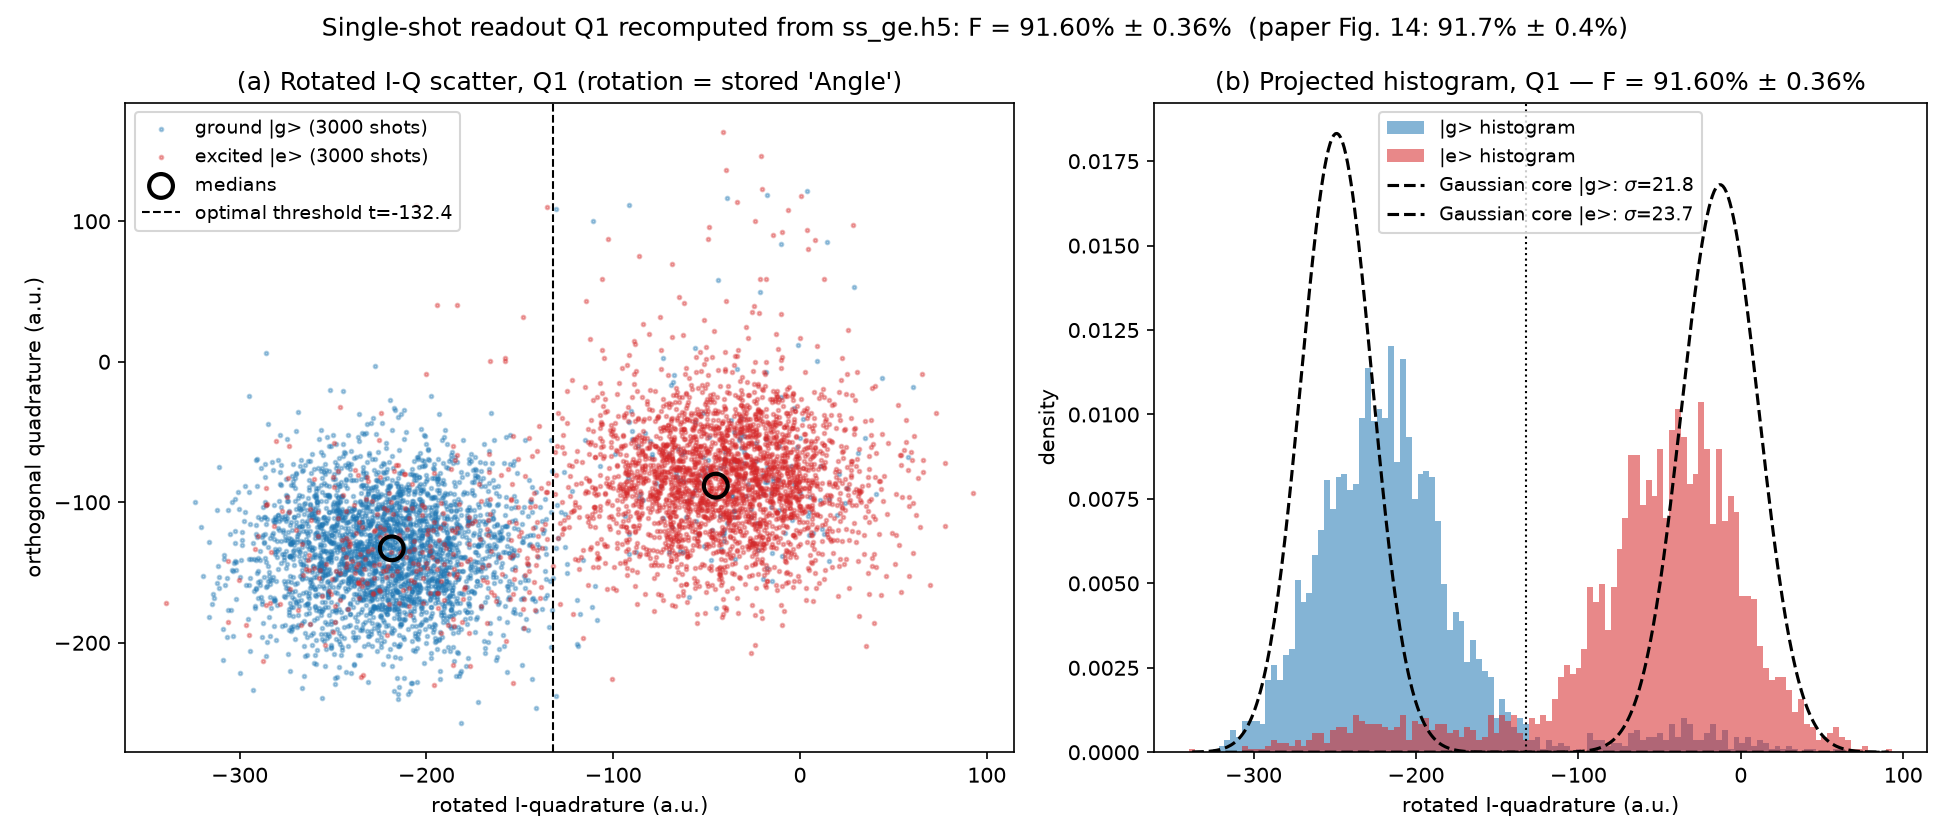 Single-shot readout Q1 recomputed from ss_ge.h5: F = 91.60% ± 0.36%  (paper Fig. 14: 91.7% ± 0.4%)
(a) Rotated I-Q scatter, Q1 (rotation = stored 'Angle')
ground |g> (3000 shots)
excited |e> (3000 shots)
medians
optimal threshold t=-132.4
orthogonal quadrature (a.u.)
100
0
−100
−200
−300
−200
−100
0
100
rotated I-quadrature (a.u.)
(b) Projected histogram, Q1 — F = 91.60% ± 0.36%
|g> histogram
|e> histogram
Gaussian core |g>: σ=21.8
Gaussian core |e>: σ=23.7
density
0.0175
0.0150
0.0125
0.0100
0.0075
0.0050
0.0025
0.0000
−300
−200
−100
0
100
rotated I-quadrature (a.u.)